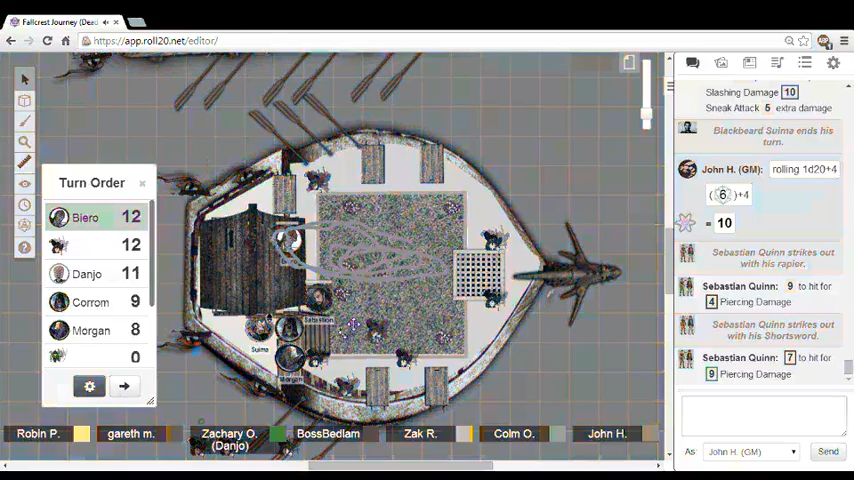 Fallcrest Journey (Dead
https://app.roll20.net/editor/
Turn Order
Biero 12
12
Danjo 11
Corrom 9
Morgan 8
0
Sebastian
Suima
Morgan
Robin P.
gareth m.
Zachary O.
(Danjo)
BossBedlam
Zak R.
Colm O.
John H.
Slashing Damage 10
Sneak Attack 5 extra damage
Blackbeard Suima ends his
turn.
John H. (GM): rolling 1d20+4
(6)+4
= 10
Sebastian Quinn strikes out
with his rapier.
Sebastian Quinn: 9 to hit for
4 Piercing Damage
Sebastian Quinn strikes out
with his Shortsword.
Sebastian Quinn: 7 to hit for
9 Piercing Damage
As: John H. (GM)
Send